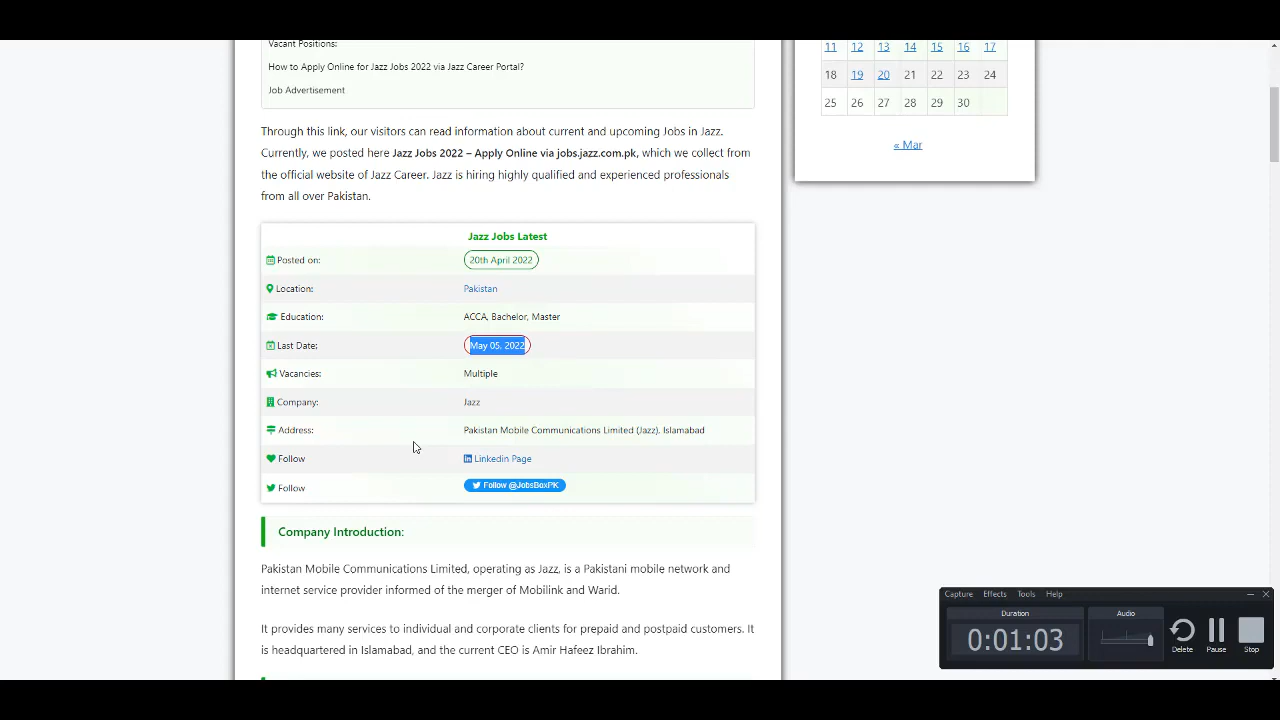 Vacant Positions:
How to Apply Online for Jazz Jobs 2022 via Jazz Career Portal?
Job Advertisement
Through this link, our visitors can read information about current and upcoming Jobs in Jazz.
Currently, we posted here Jazz Jobs 2022 – Apply Online via jobs.jazz.com.pk, which we collect from
the official website of Jazz Career. Jazz is hiring highly qualified and experienced professionals
from all over Pakistan.
Jazz Jobs Latest
Posted on: 20th April 2022
Location: Pakistan
Education: ACCA, Bachelor, Master
Last Date: May 05, 2022
Vacancies: Multiple
Company: Jazz
Address: Pakistan Mobile Communications Limited (Jazz), Islamabad
Follow Linkedin Page
Follow Follow @JobsBoxPK
Company Introduction:
Pakistan Mobile Communications Limited, operating as Jazz, is a Pakistani mobile network and
internet service provider informed of the merger of Mobilink and Warid.
It provides many services to individual and corporate clients for prepaid and postpaid customers. It
is headquartered in Islamabad, and the current CEO is Amir Hafeez Ibrahim.
11 12 13 14 15 16 17
18 19 20 21 22 23 24
25 26 27 28 29 30
« Mar
Capture Effects Tools Help
Duration Audio
0:01:03
Delete Pause Stop